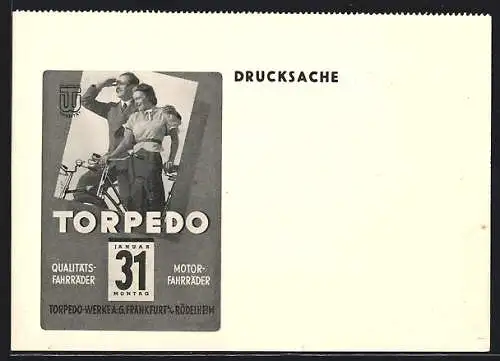 DRUCKSACHE
TORPEDO
JANUAR
31
MONTAG
QUALITÄTS-
FAHRRÄDER
MOTOR-
FAHRRÄDER
TORPEDO-WERKE A.G. FRANKFURT a/M RÖDELHEIM